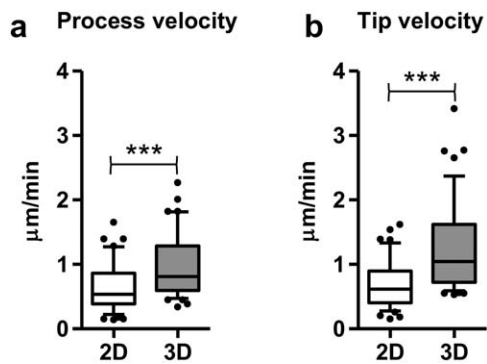 a Process velocity
4
3
2
1
0
μm/min
***
2D 3D
b Tip velocity
4
3
2
1
0
μm/min
***
2D 3D